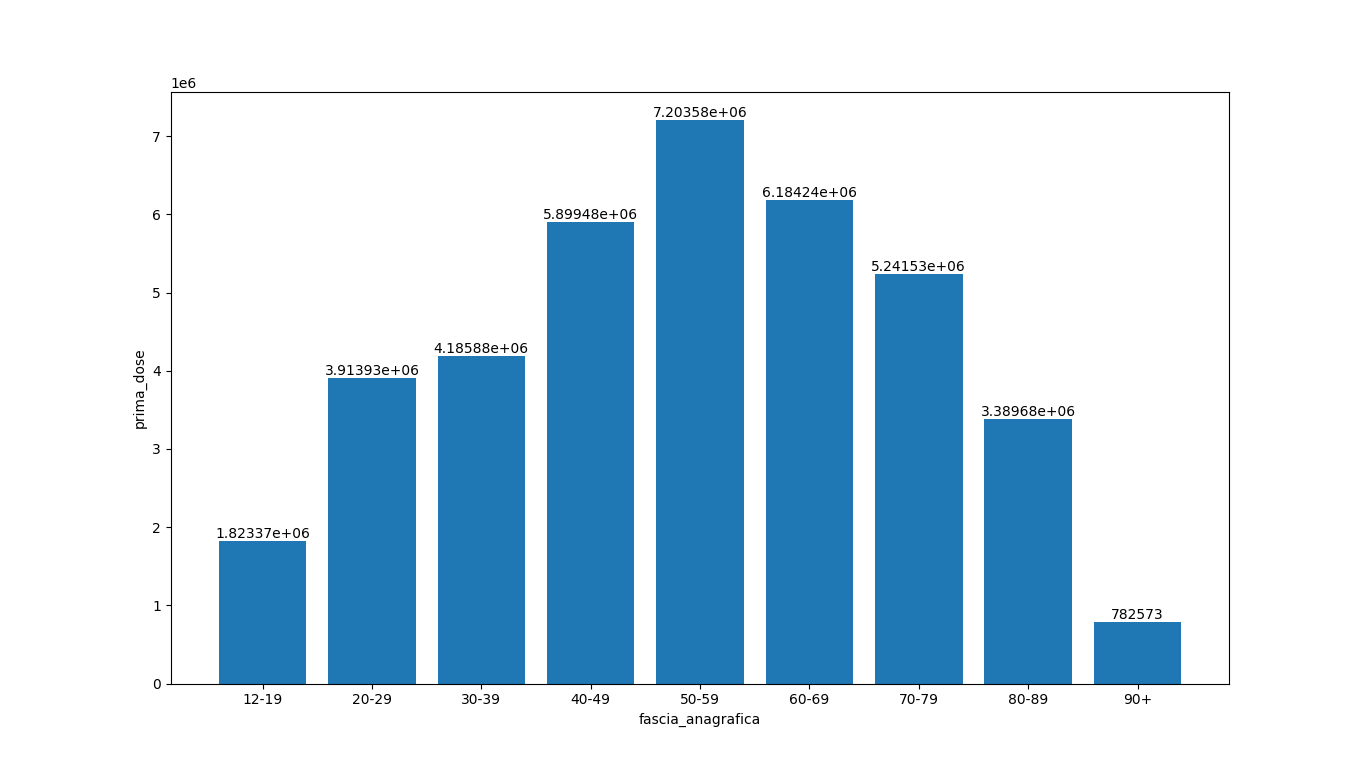 1e6
7.20358e+06
7
6.18424e+06
6
5.89948e+06
5.24153e+06
5
4.18588e+06
4
3.91393e+06
prima_dose
3.38968e+06
3
2
1.82337e+06
1
782573
0
12-19 20-29 30-39 40-49 50-59 60-69 70-79 80-89 90+
fascia_anagrafica